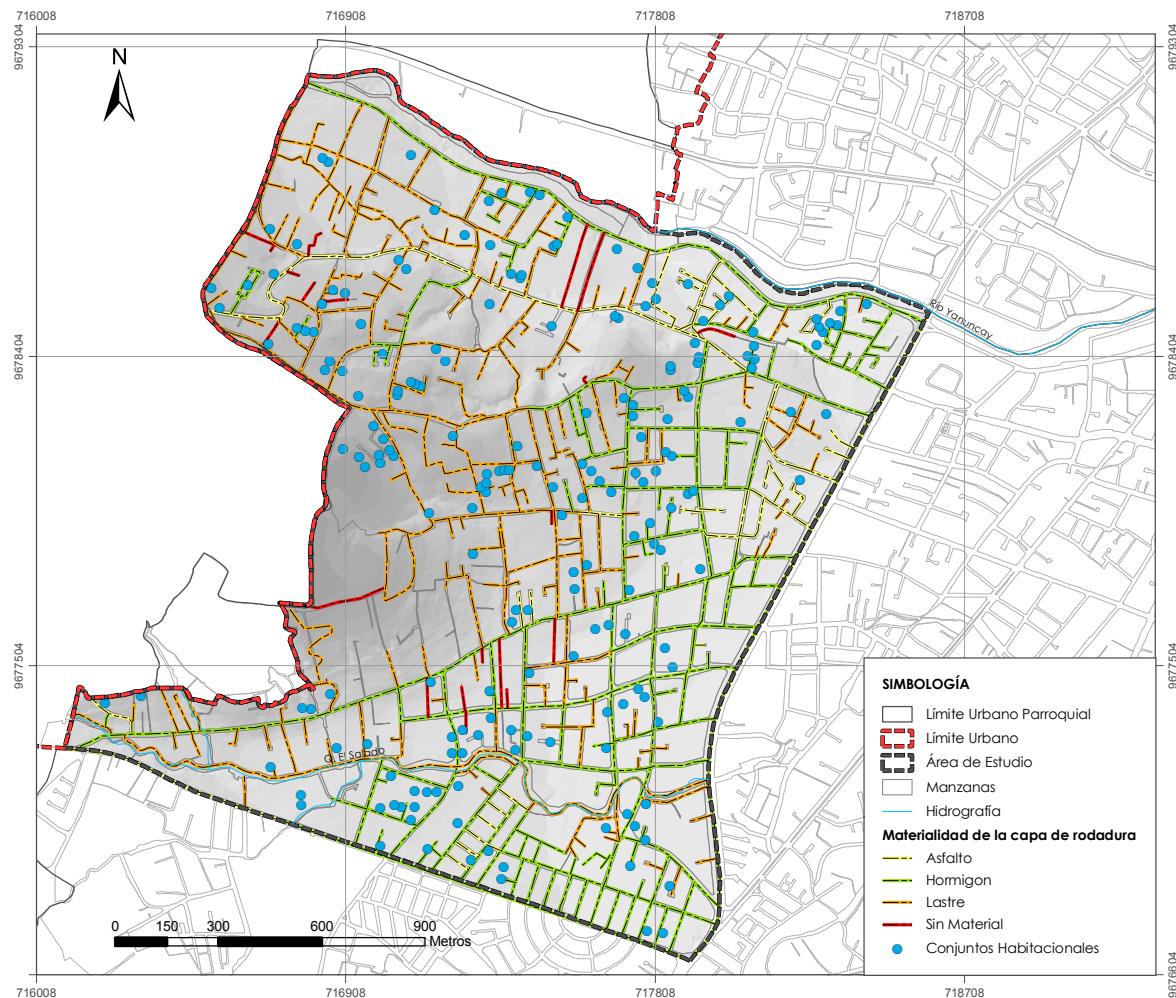 716008
716908
717808
718708
9679304
9679304
N
Río Yanuncay
9678404
9678404
9677504
9677504
Q. El Salado
SIMBOLOGÍA
Límite Urbano Parroquial
Límite Urbano
Área de Estudio
Manzanas
Hidrografía
Materialidad de la capa de rodadura
Asfalto
Hormigon
Lastre
Sin Material
Conjuntos Habitacionales
0 150 300 600 900
Metros
9676604
716008
716908
717808
718708